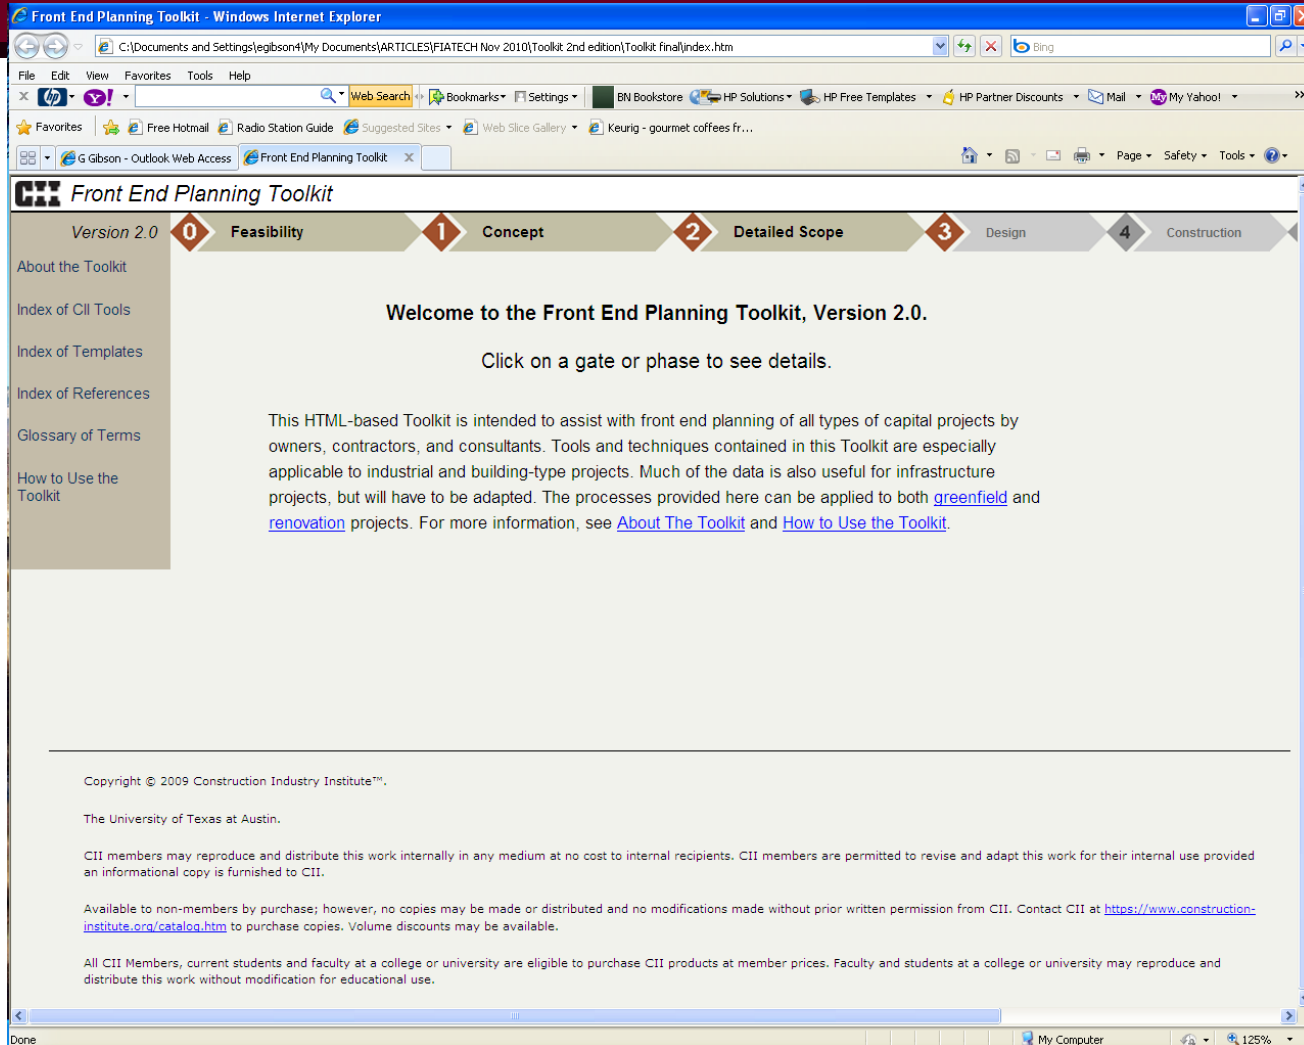 Front End Planning Toolkit - Windows Internet Explorer
C:\Documents and Settings\egibson4\My Documents\ARTICLES\FIATECH Nov 2010\Toolkit 2nd edition\Toolkit final\index.htm
Bing
File Edit View Favorites Tools Help
hp Y! Web Search Bookmarks Settings BN Bookstore HP Solutions HP Free Templates HP Partner Discounts Mail My My Yahoo! »
Favorites Free Hotmail Radio Station Guide Suggested Sites Web Slice Gallery Keurig - gourmet coffees fr...
G Gibson - Outlook Web Access Front End Planning Toolkit X Page Safety Tools
CII Front End Planning Toolkit
Version 2.0 0 Feasibility 1 Concept 2 Detailed Scope 3 Design 4 Construction
About the Toolkit
Index of CII Tools
Index of Templates
Index of References
Glossary of Terms
How to Use the
Toolkit
Welcome to the Front End Planning Toolkit, Version 2.0.
Click on a gate or phase to see details.
This HTML-based Toolkit is intended to assist with front end planning of all types of capital projects by
owners, contractors, and consultants. Tools and techniques contained in this Toolkit are especially
applicable to industrial and building-type projects. Much of the data is also useful for infrastructure
projects, but will have to be adapted. The processes provided here can be applied to both greenfield and
renovation projects. For more information, see About The Toolkit and How to Use the Toolkit.
Copyright © 2009 Construction Industry Institute™.
The University of Texas at Austin.
CII members may reproduce and distribute this work internally in any medium at no cost to internal recipients. CII members are permitted to revise and adapt this work for their internal use provided
an informational copy is furnished to CII.
Available to non-members by purchase; however, no copies may be made or distributed and no modifications made without prior written permission from CII. Contact CII at https://www.construction-
institute.org/catalog.htm to purchase copies. Volume discounts may be available.
All CII Members, current students and faculty at a college or university are eligible to purchase CII products at member prices. Faculty and students at a college or university may reproduce and
distribute this work without modification for educational use.
Done My Computer 125%